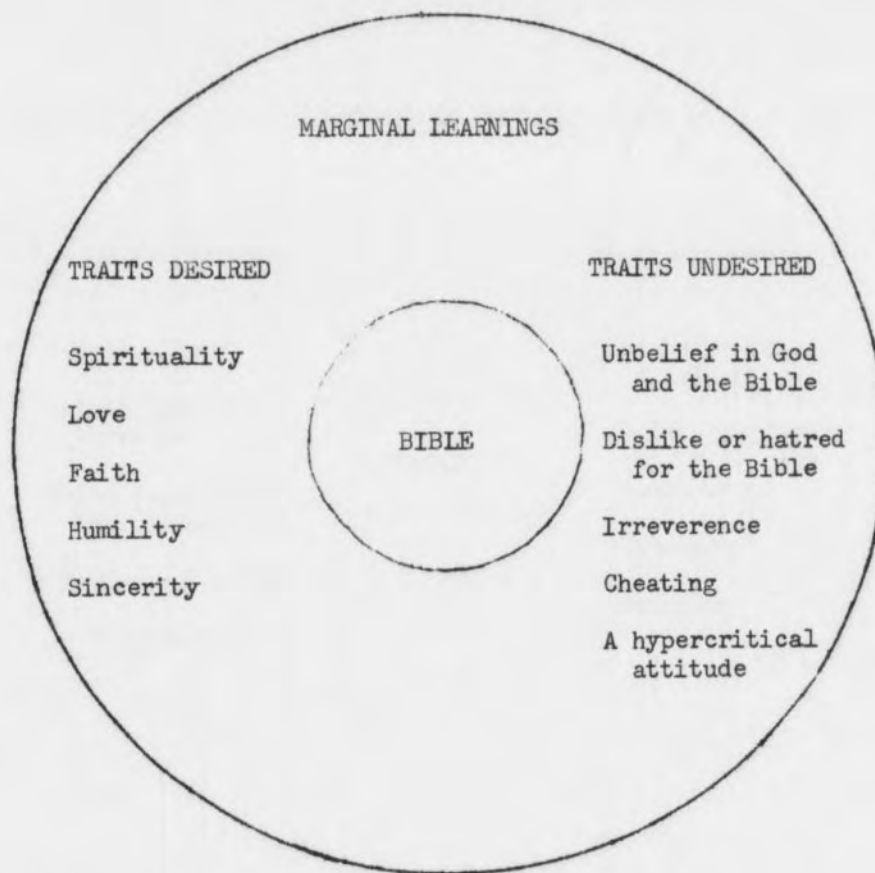 MARGINAL LEARNINGS
TRAITS DESIRED
Spirituality
Love
Faith
Humility
Sincerity
BIBLE
TRAITS UNDESIRED
Unbelief in God
and the Bible
Dislike or hatred
for the Bible
Irreverence
Cheating
A hypercritical
attitude